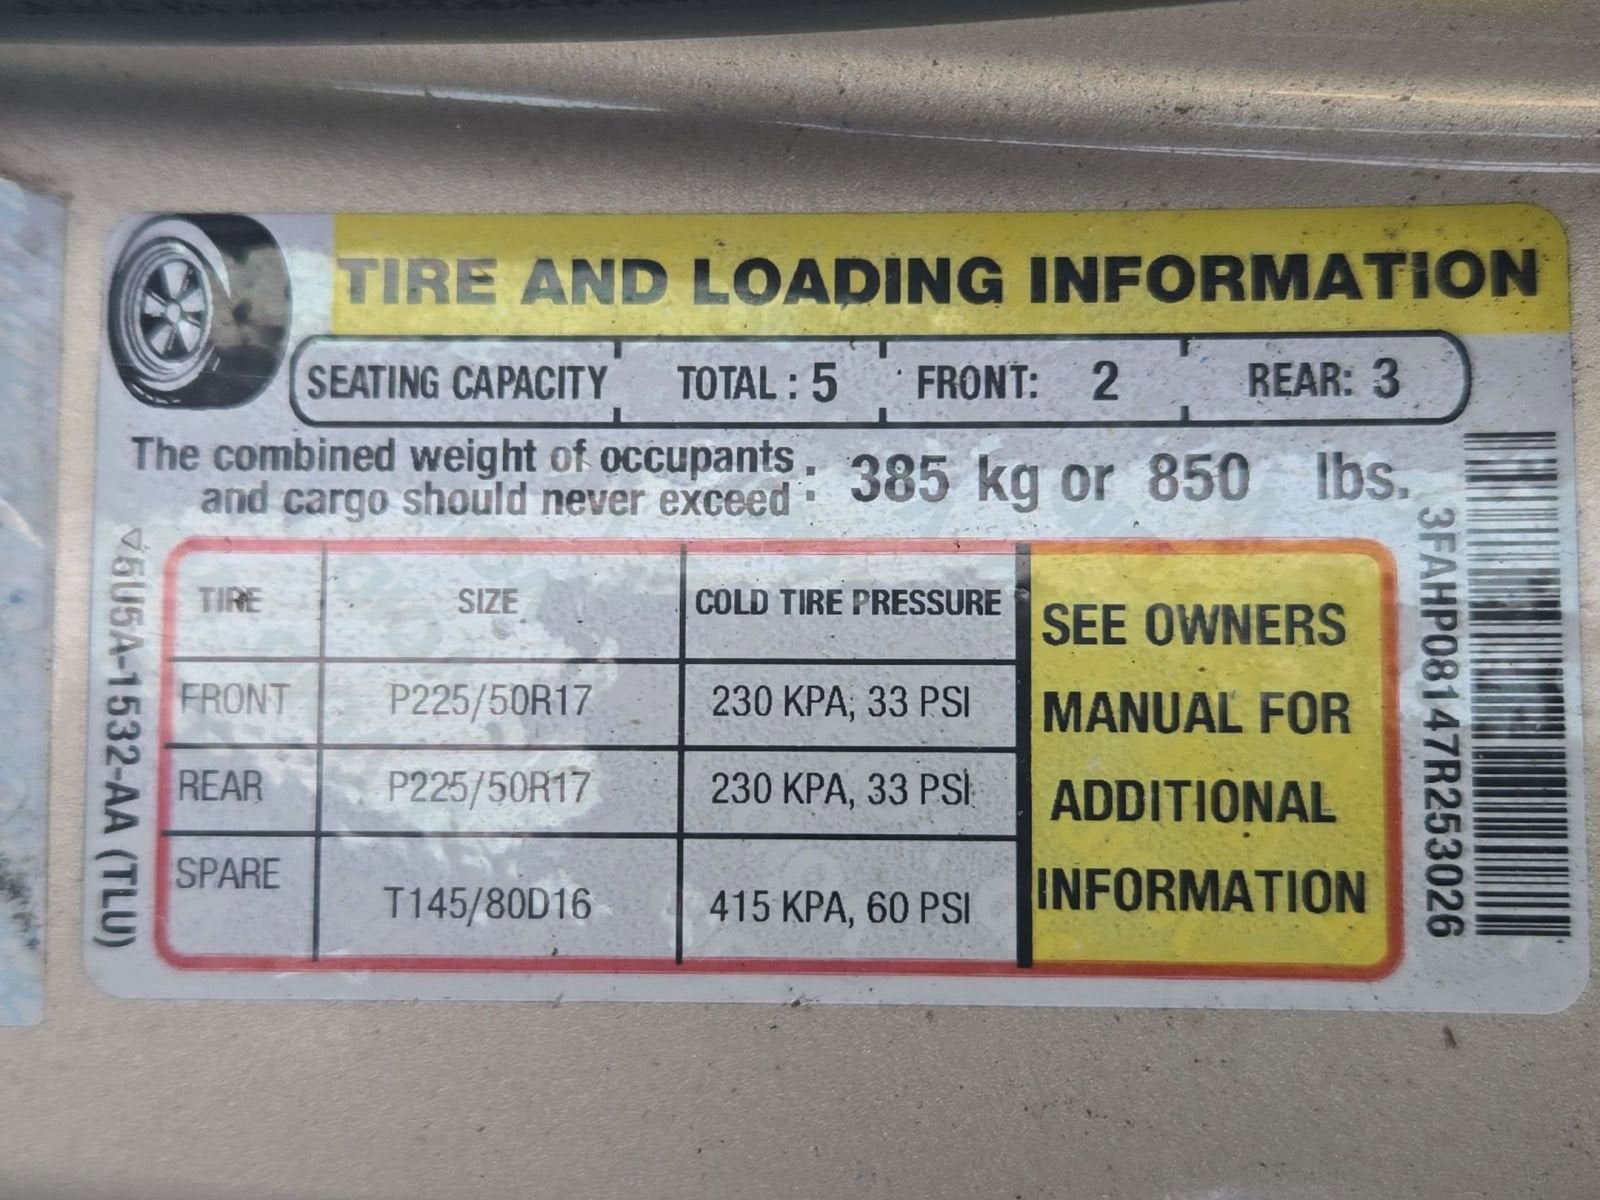 TIRE AND LOADING INFORMATION
SEATING CAPACITY TOTAL : 5 FRONT: 2 REAR: 3
The combined weight of occupants
and cargo should never exceed : 385 kg or 850 lbs.
TIRE SIZE COLD TIRE PRESSURE
FRONT P225/50R17 230 KPA, 33 PSI
REAR P225/50R17 230 KPA, 33 PSI
SPARE T145/80D16 415 KPA, 60 PSI
SEE OWNERS
MANUAL FOR
ADDITIONAL
INFORMATION
5U5A-1532-AA (TLU)
3FAHP08147R253026